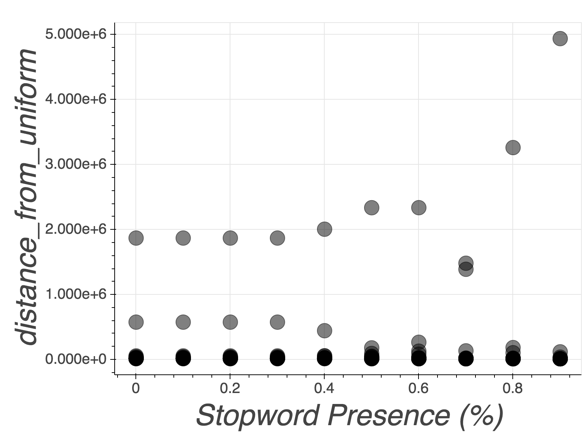 5.000e+6
4.000e+6
3.000e+6
2.000e+6
1.000e+6
0.000e+0
distance_from_uniform
0 0.2 0.4 0.6 0.8
Stopword Presence (%)